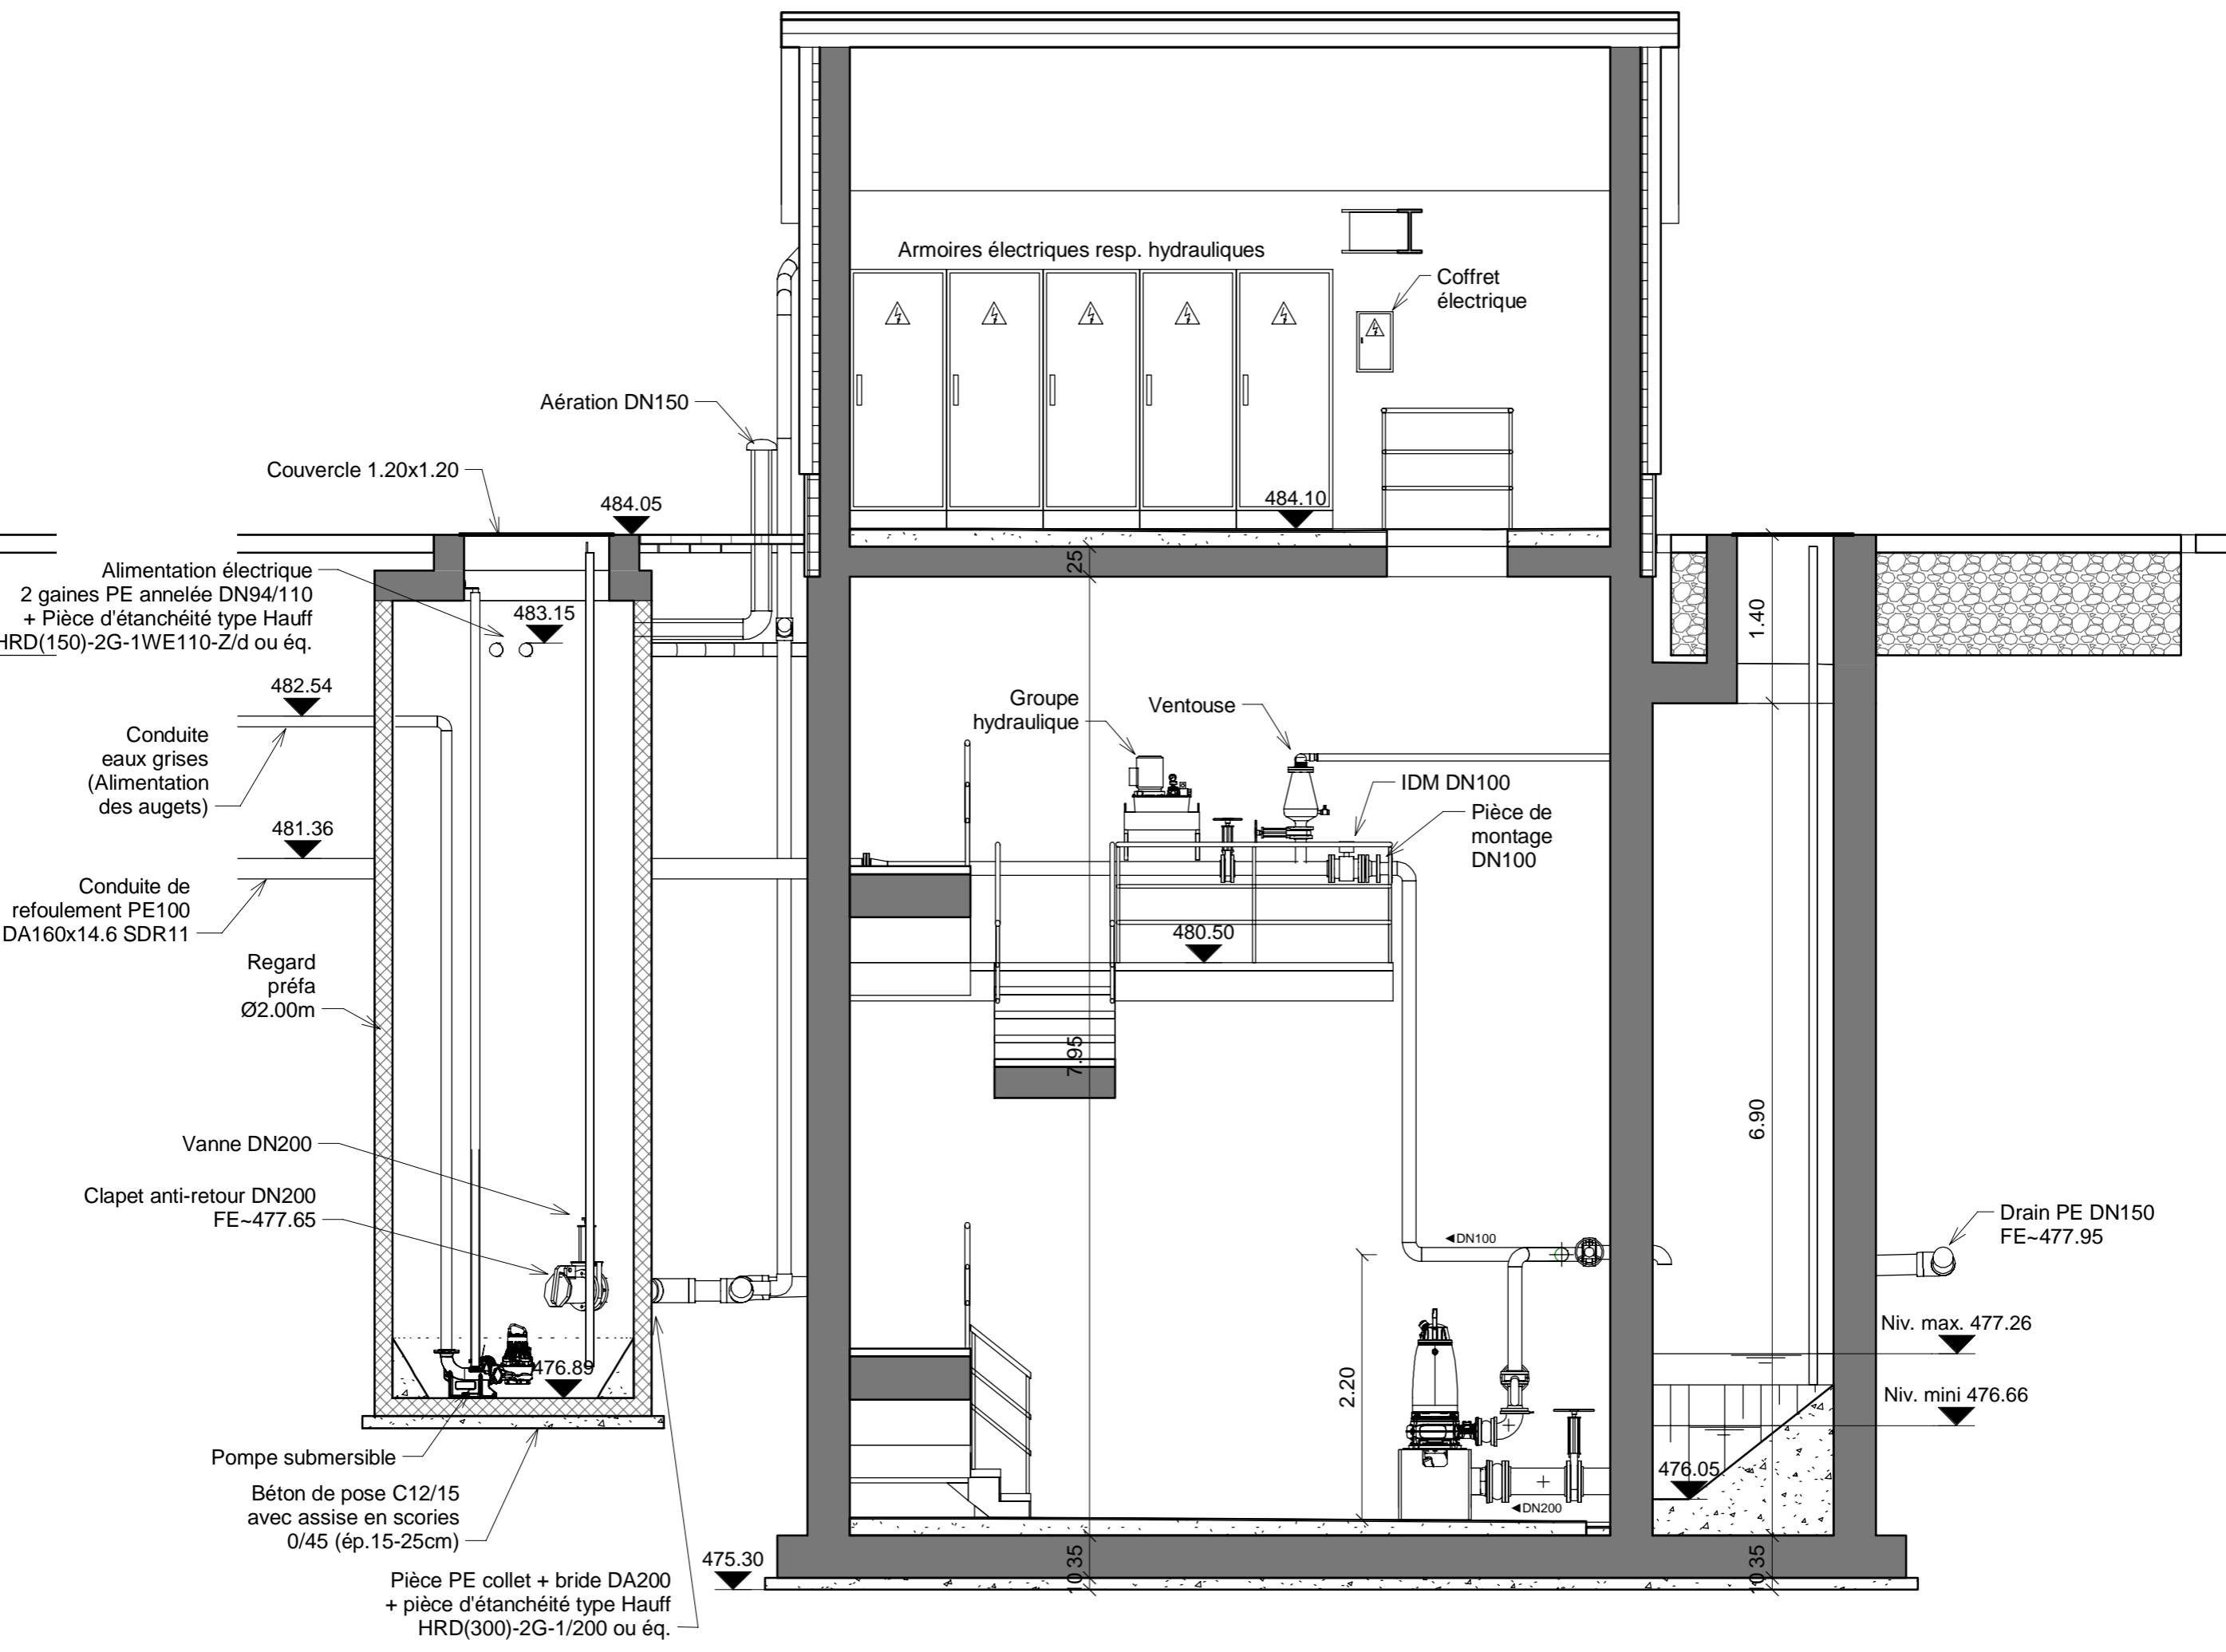 Armoires électriques resp. hydrauliques
Coffret
électrique
Aération DN150
Couvercle 1.20x1.20
484.05
484.10
Alimentation électrique
2 gaines PE annelée DN94/110
+ Pièce d'étanchéité type Hauff
HRD(150)-2G-1WE110-Z/d ou éq.
483.15
25
1.40
482.54
Conduite
eaux grises
(Alimentation
des augets)
Groupe
hydraulique
Ventouse
IDM DN100
Pièce de
montage
DN100
481.36
Conduite de
refoulement PE100
DA160x14.6 SDR11
480.50
Regard
préfa
Ø2.00m
7.95
6.90
Vanne DN200
Clapet anti-retour DN200
FE~477.65
Drain PE DN150
FE~477.95
◄DN100
2.20
Niv. max. 477.26
Niv. mini 476.66
476.89
476.05
◄DN200
Pompe submersible
Béton de pose C12/15
avec assise en scories
0/45 (ép.15-25cm)
475.30
10
35
10
35
Pièce PE collet + bride DA200
+ pièce d'étanchéité type Hauff
HRD(300)-2G-1/200 ou éq.